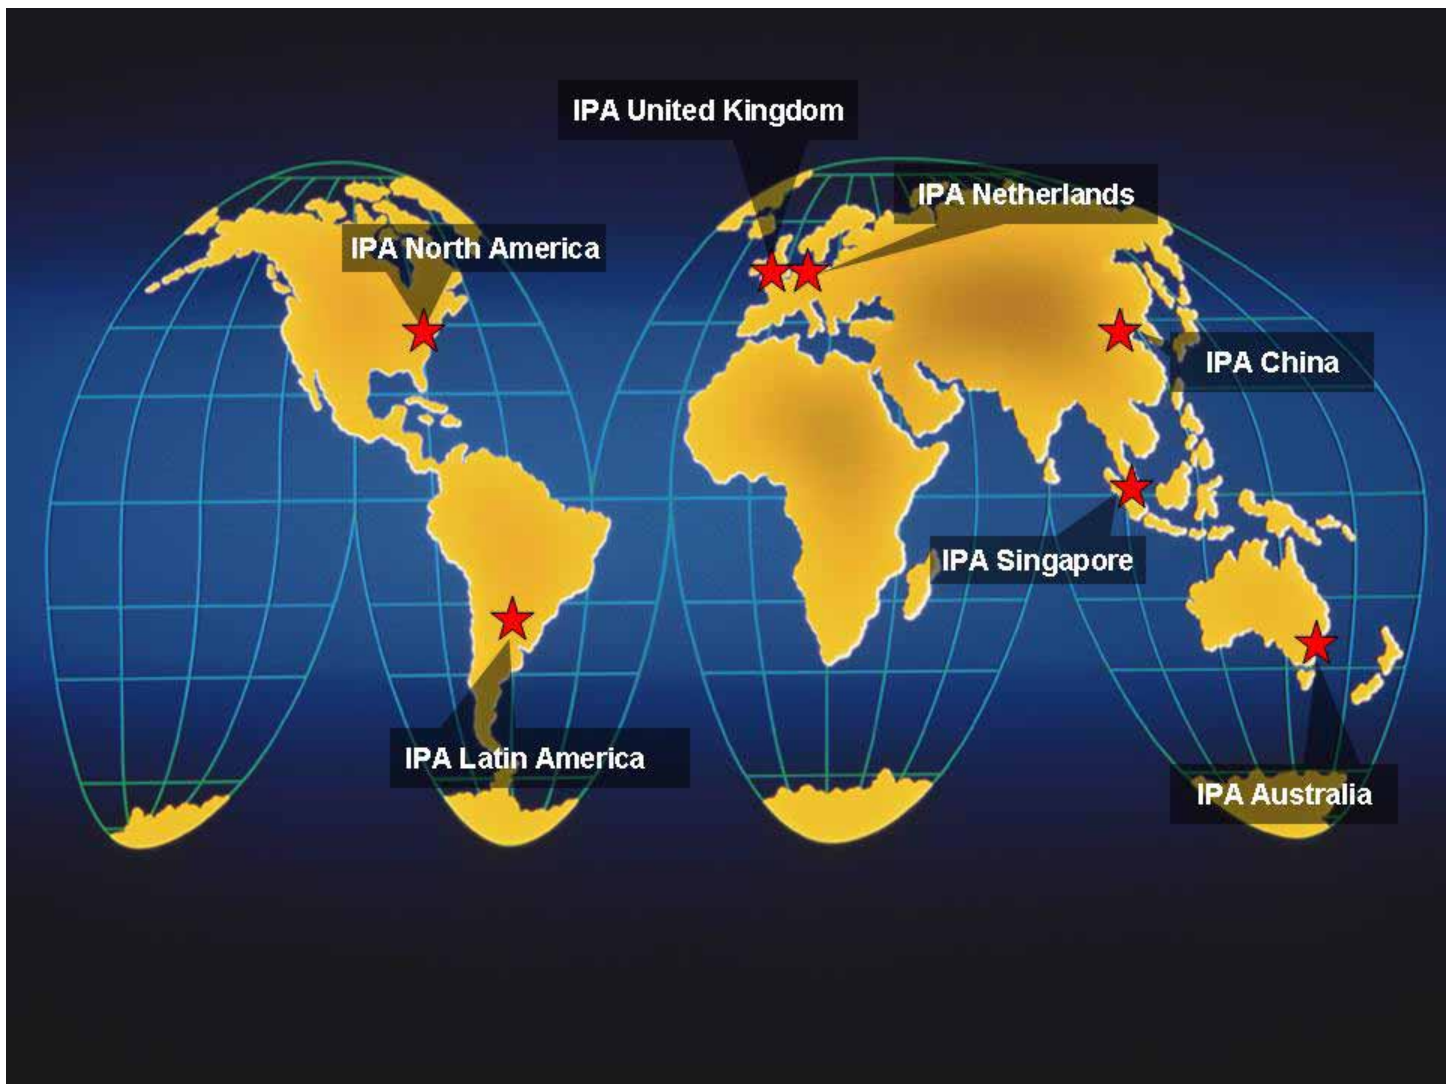 IPA United Kingdom
IPA Netherlands
IPA North America
IPA China
IPA Singapore
IPA Latin America
IPA Australia